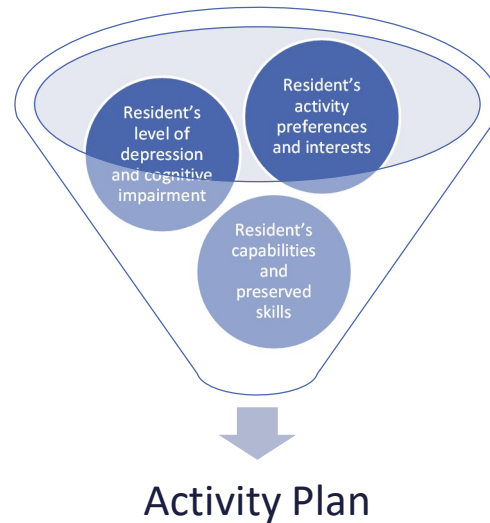 Resident's
level of
depression
and cognitive
impairment
Resident's
activity
preferences
and interests
Resident's
capabilities
and
preserved
skills
Activity Plan